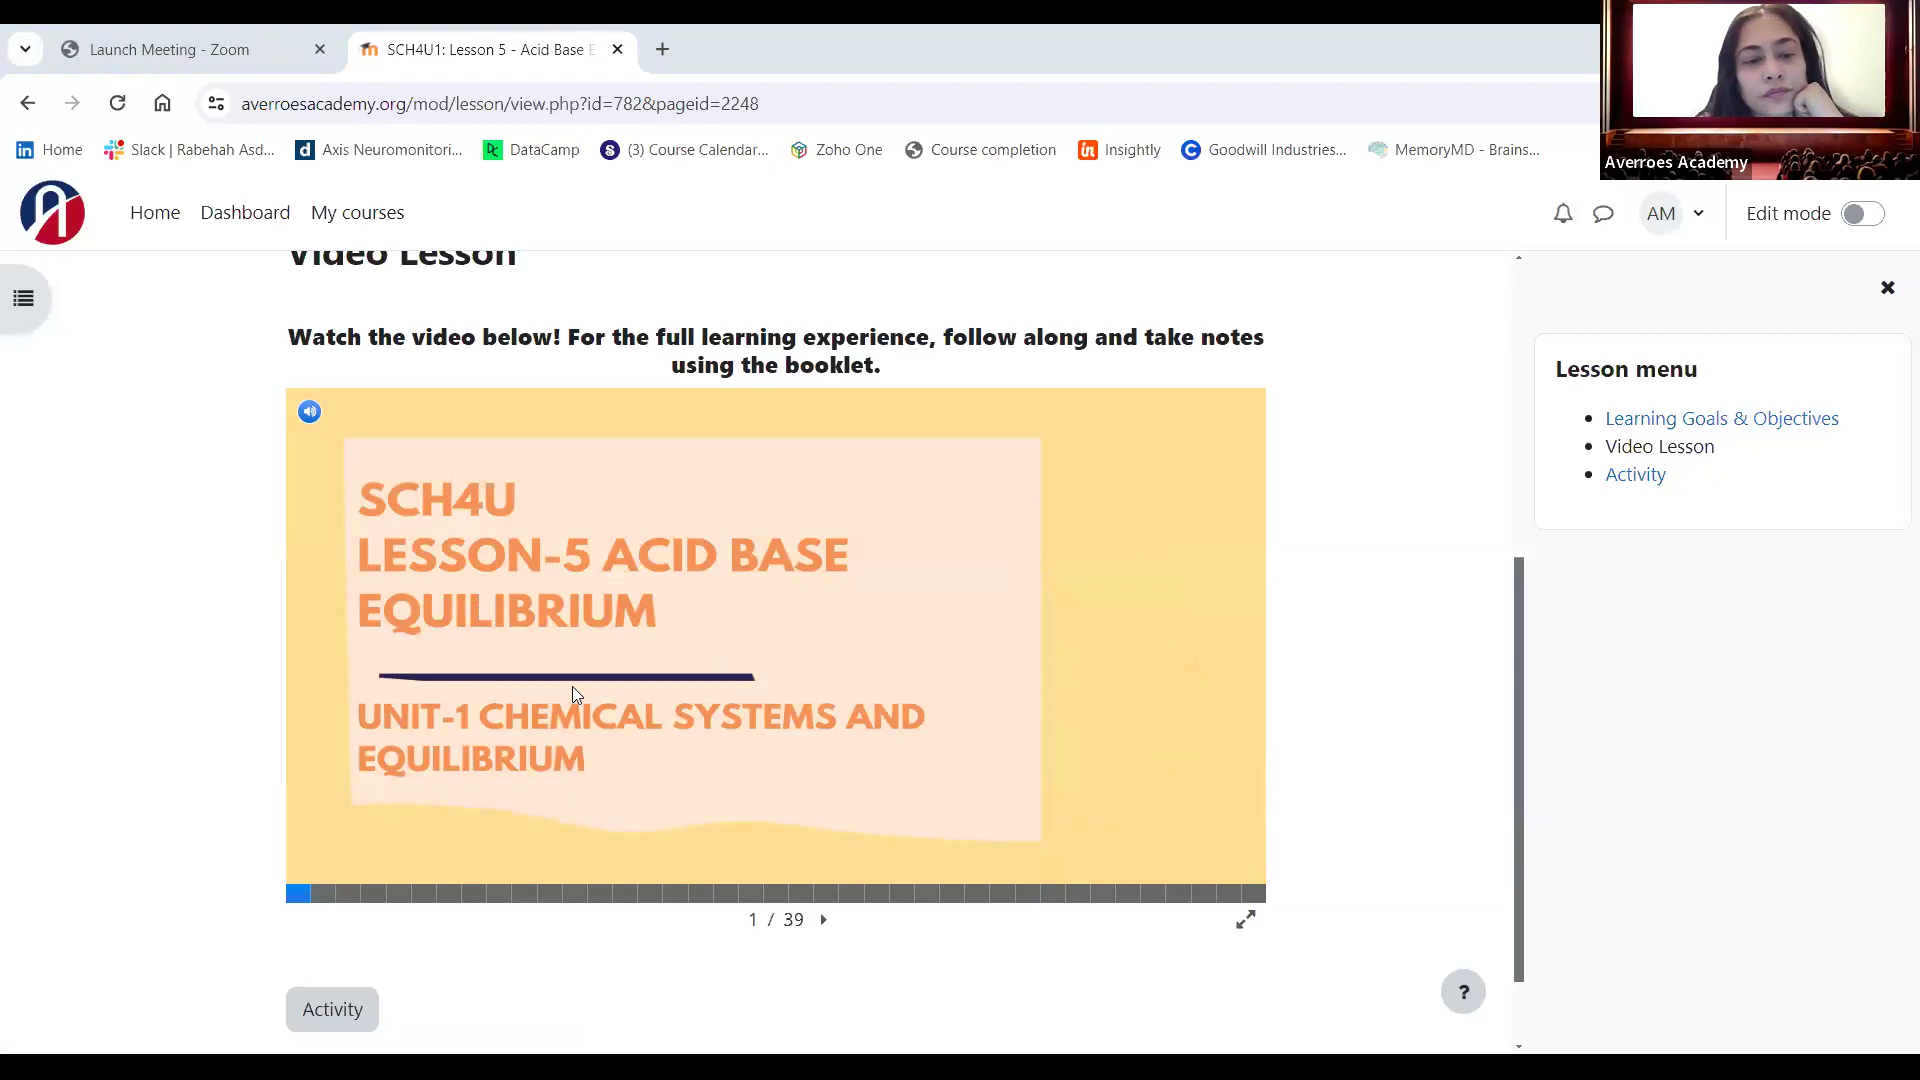 Launch Meeting - Zoom
SCH4U1: Lesson 5 - Acid Base E
averroesacademy.org/mod/lesson/view.php?id=782&pageid=2248
Home
Slack | Rabehah Asd...
Axis Neuromonitori...
DataCamp
(3) Course Calendar...
Zoho One
Course completion
Insightly
Goodwill Industries...
MemoryMD - Brains...
Averroes Academy
Home
Dashboard
My courses
AM
Edit mode
Video Lesson
Watch the video below! For the full learning experience, follow along and take notes
using the booklet.
SCH4U
LESSON-5 ACID BASE
EQUILIBRIUM
UNIT-1 CHEMICAL SYSTEMS AND
EQUILIBRIUM
1 / 39
Activity
?
Lesson menu
Learning Goals & Objectives
Video Lesson
Activity